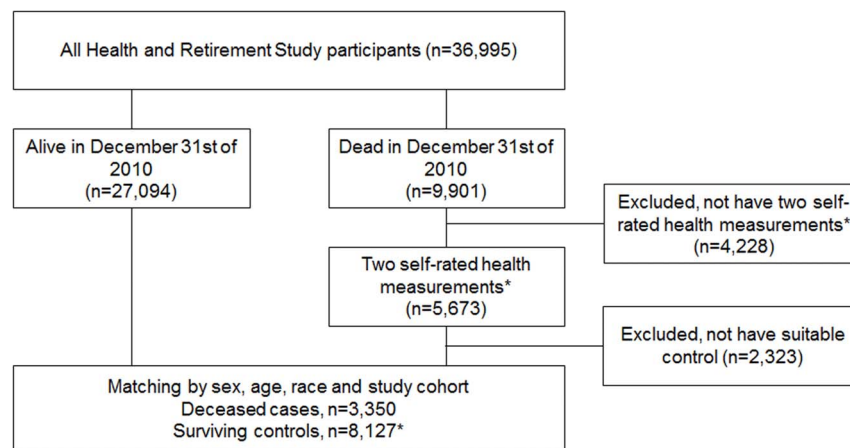 All Health and Retirement Study participants (n=36,995)
Alive in December 31st of
2010
(n=27,094)
Dead in December 31st of
2010
(n=9,901)
Excluded, not have two self-
rated health measurements*
(n=4,228)
Two self-rated health
measurements*
(n=5,673)
Excluded, not have suitable
control (n=2,323)
Matching by sex, age, race and study cohort
Deceased cases, n=3,350
Surviving controls, n=8,127*